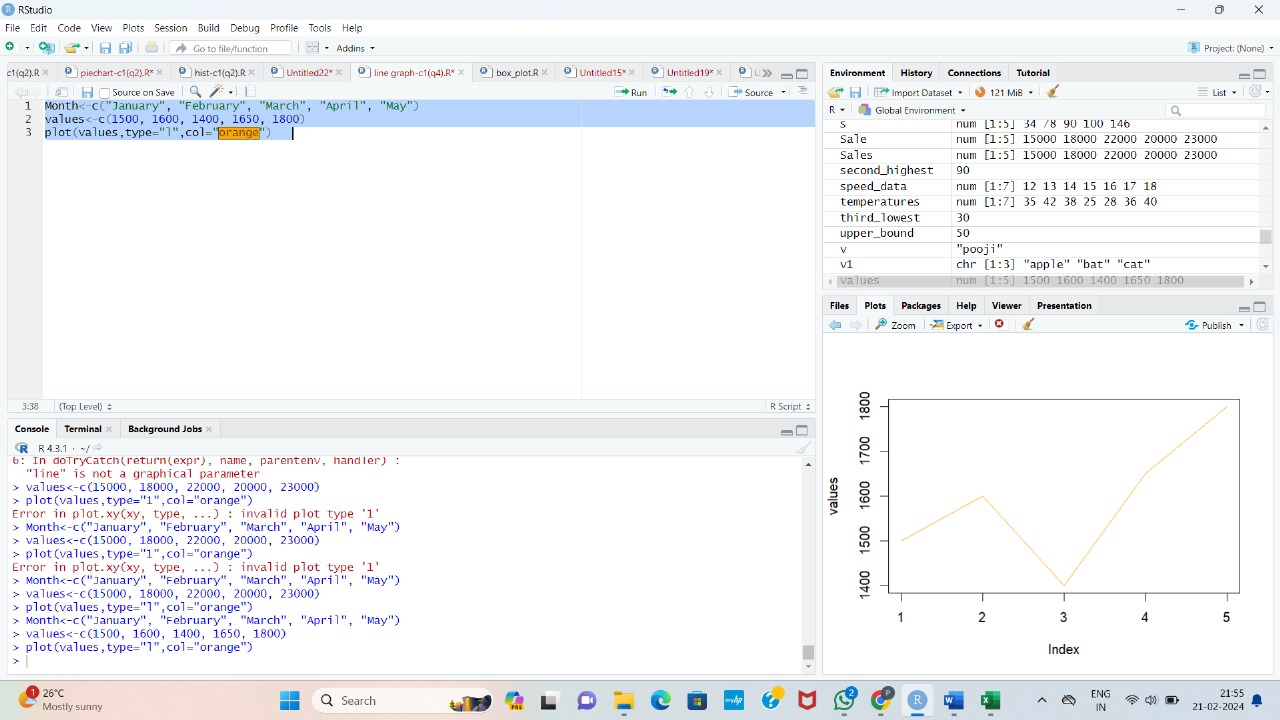 RStudio
File Edit Code View Plots Session Build Debug Profile Tools Help
Go to file/function Addins Project: (None)
c1(q2).R piechart-c1(q2).R* hist-c1(q2).R Untitled22* line graph-c1(q4).R* box_plot.R Untitled15* Untitled19*
Source on Save Run Source
1 Month<-c("January", "February", "March", "April", "May")
2 values<-c(1500, 1600, 1400, 1650, 1800)
3 plot(values,type="l",col="orange")
3:38 (Top Level) R Script
Console Terminal Background Jobs
R 4.3.1 · ~/
6: In doTryCatch(return(expr), name, parentenv, handler) :
"line" is not a graphical parameter
> values<-c(15000, 18000, 22000, 20000, 23000)
> plot(values,type="1",col="orange")
Error in plot.xy(xy, type, ...) : invalid plot type '1'
> Month<-c("January", "February", "March", "April", "May")
> values<-c(15000, 18000, 22000, 20000, 23000)
> plot(values,type="1",col="orange")
Error in plot.xy(xy, type, ...) : invalid plot type '1'
> Month<-c("January", "February", "March", "April", "May")
> values<-c(15000, 18000, 22000, 20000, 23000)
> plot(values,type="l",col="orange")
> Month<-c("January", "February", "March", "April", "May")
> values<-c(1500, 1600, 1400, 1650, 1800)
> plot(values,type="l",col="orange")
>
Environment History Connections Tutorial
Import Dataset 121 MiB List
R Global Environment
s num [1:5] 34 78 90 100 146
Sale num [1:5] 15000 18000 22000 20000 23000
Sales num [1:5] 15000 18000 22000 20000 23000
second_highest 90
speed_data num [1:7] 12 13 14 15 16 17 18
temperatures num [1:7] 35 42 38 25 28 36 40
third_lowest 30
upper_bound 50
v "pooji"
v1 chr [1:3] "apple" "bat" "cat"
values num [1:5] 1500 1600 1400 1650 1800
Files Plots Packages Help Viewer Presentation
Zoom Export Publish
values
1800
1700
1600
1500
1400
1 2 3 4 5
Index
1
26°C
Mostly sunny
Search
2
P
ENG
IN
21:55
21-02-2024